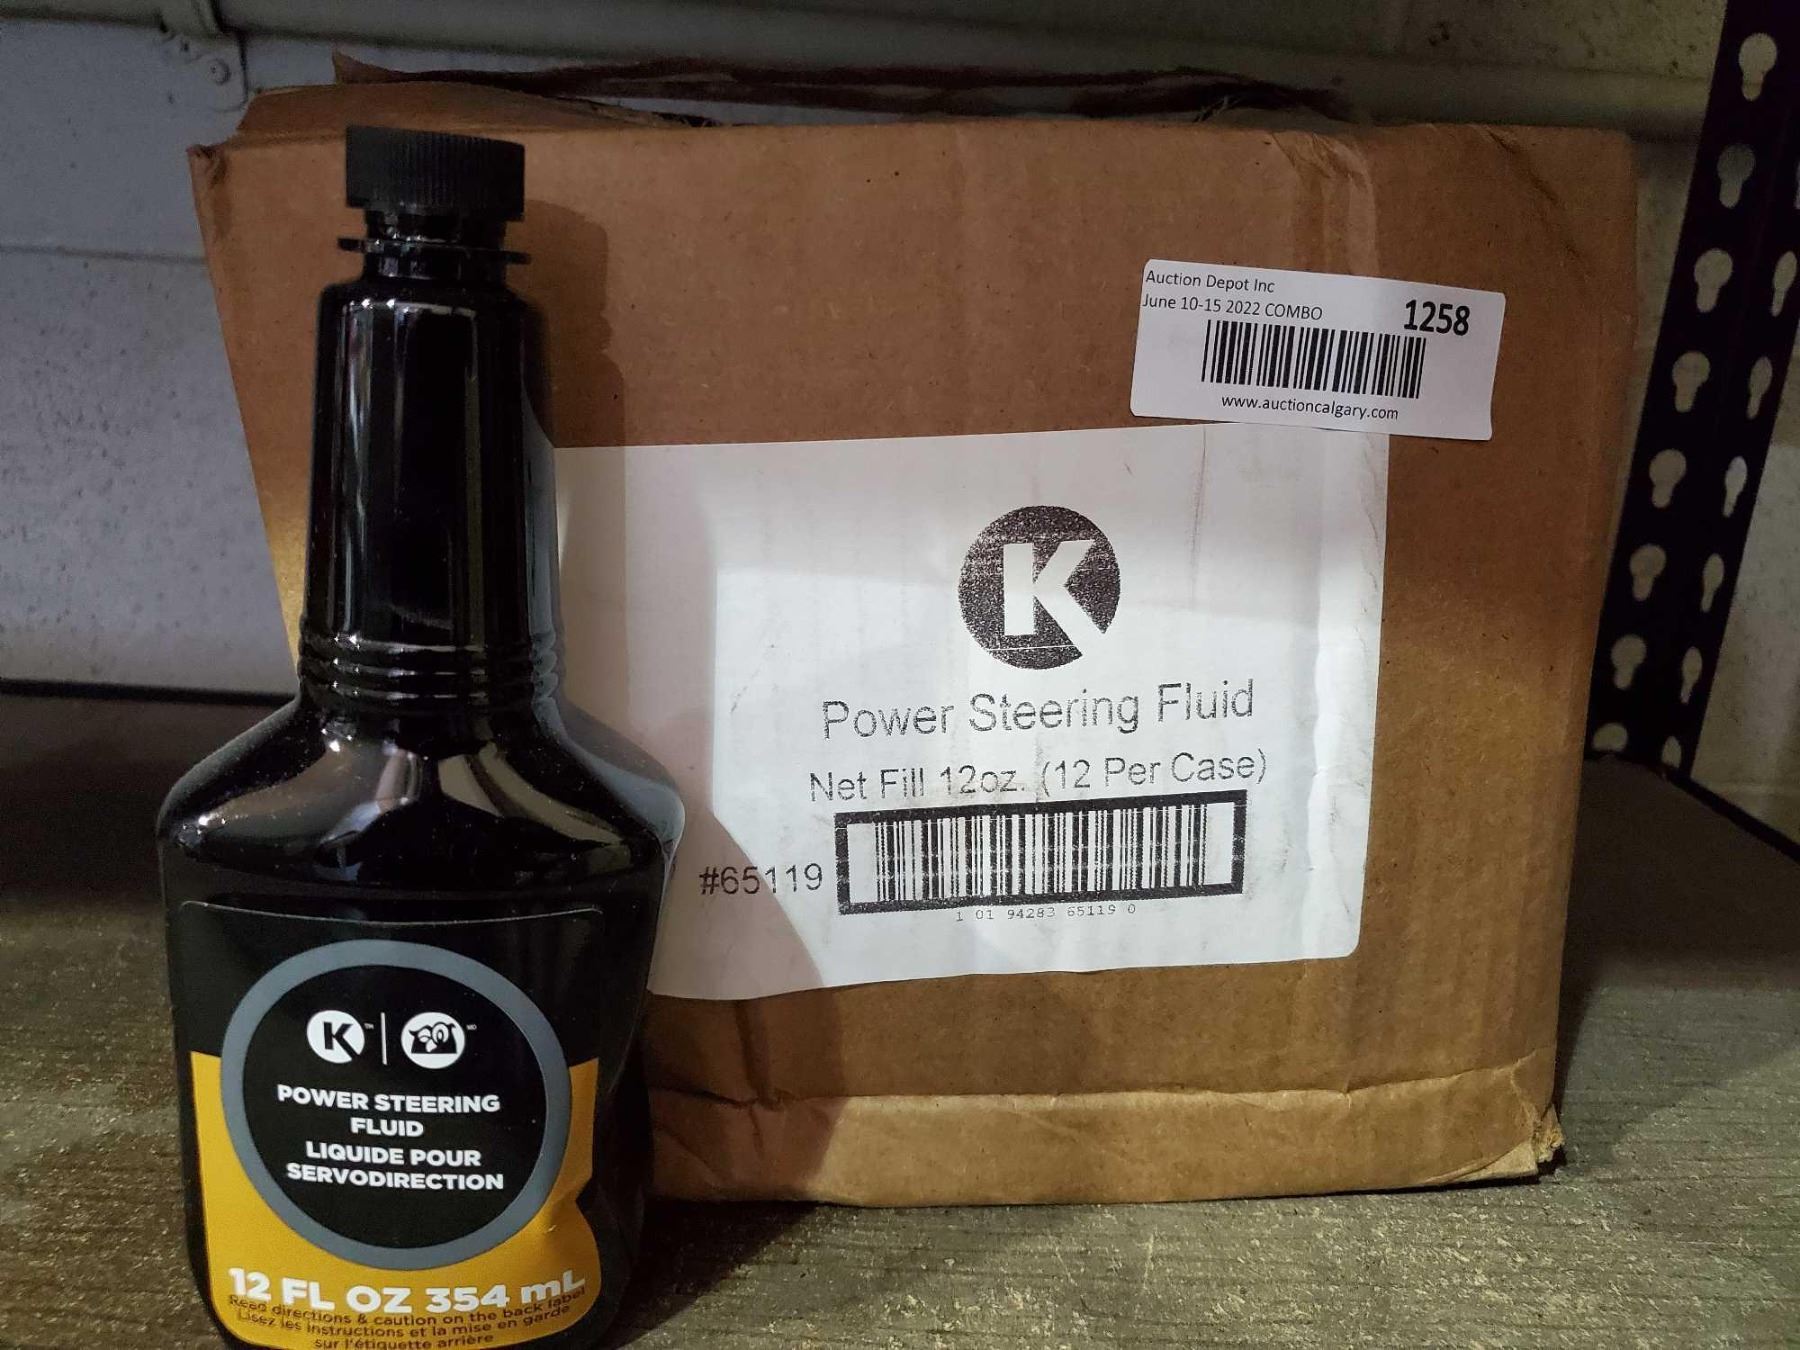 Auction Depot Inc
June 10-15 2022 COMBO
1258
www.auctioncalgary.com
K
Power Steering Fluid
Net Fill 12oz. (12 Per Case)
#65119
1 01 94283 65119 0
K™ MD
POWER STEERING
FLUID
LIQUIDE POUR
SERVODIRECTION
12 FL OZ 354 mL
Read directions & caution on the back label
Lisez les instructions et la mise en garde
sur l'étiquette arrière